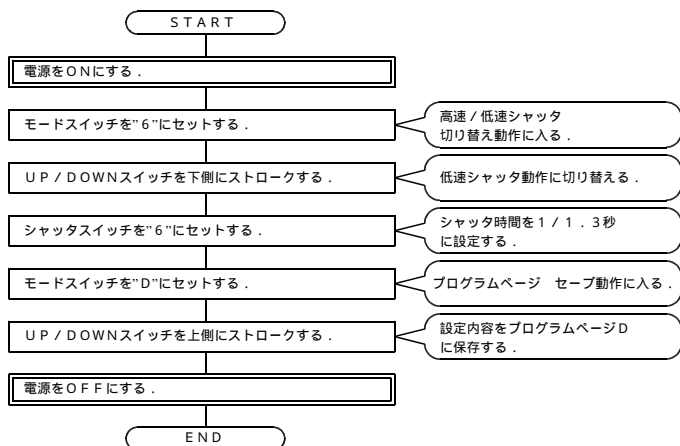 ＳＴＡＲＴ
電源をＯＮにする．
モードスイッチを”６”にセットする．
高速／低速シャッタ
切り替え動作に入る．
ＵＰ／ＤＯＷＮスイッチを下側にストロークする．
低速シャッタ動作に切り替える．
シャッタスイッチを”６”にセットする．
シャッタ時間を１／１．３秒
に設定する．
モードスイッチを”Ｄ”にセットする．
プログラムページ　セーブ動作に入る．
ＵＰ／ＤＯＷＮスイッチを上側にストロークする．
設定内容をプログラムページＤ
に保存する．
電源をＯＦＦにする．
ＥＮＤ